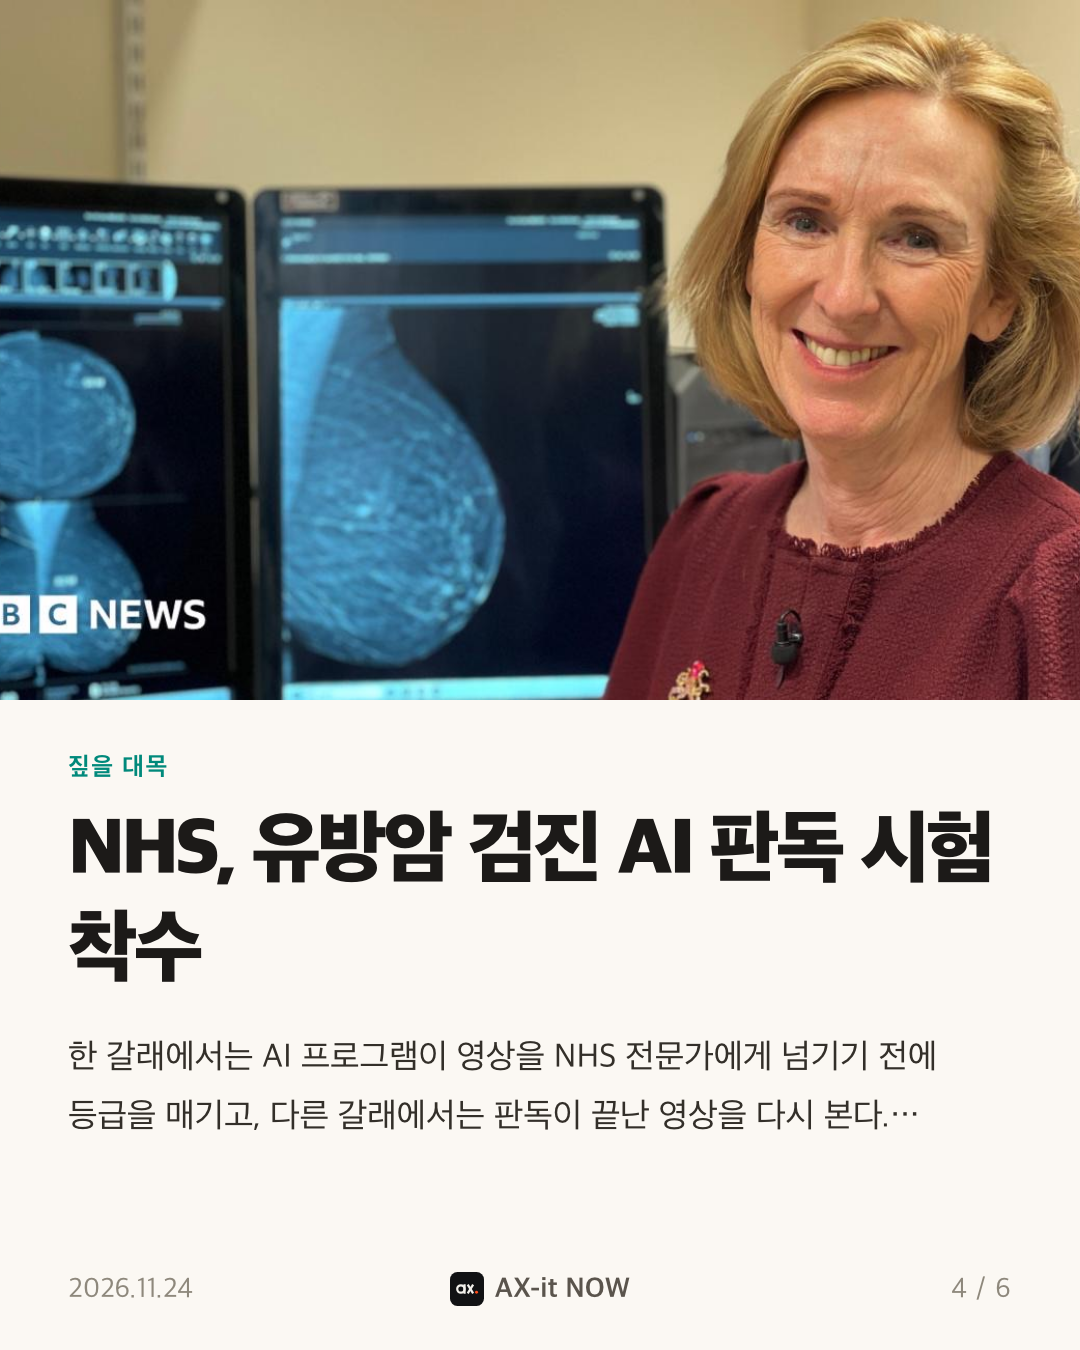 B C NEWS
짚을 대목
NHS, 유방암 검진 AI 판독 시험
착수
한 갈래에서는 AI 프로그램이 영상을 NHS 전문가에게 넘기기 전에
등급을 매기고, 다른 갈래에서는 판독이 끝난 영상을 다시 본다.…
2026.11.24
ax. AX-it NOW
4 / 6